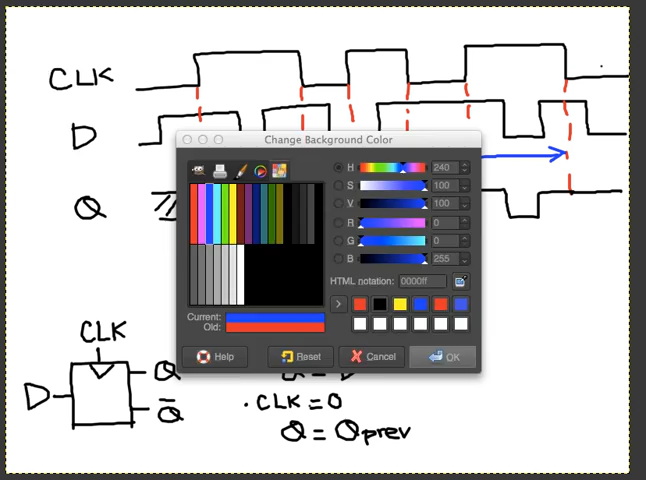 CLK
D
Q
Change Background Color
H 240
S 100
V 100
R 0
G 0
B 255
HTML notation: 0000ff
Current:
Old:
Help Reset Cancel OK
CLK
D Q
Q̅
· CLK = 0
Q = Qprev